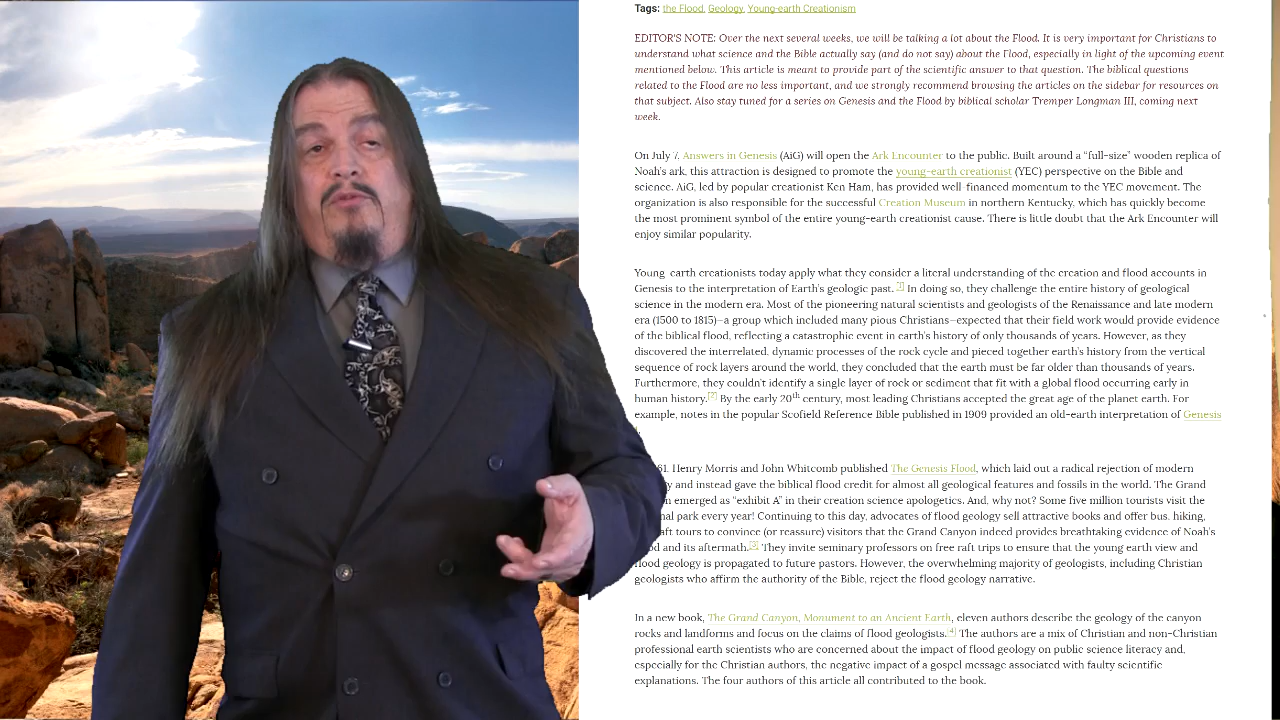 Tags: the Flood, Geology, Young-earth Creationism
EDITOR'S NOTE: Over the next several weeks, we will be talking a lot about the Flood. It is very important for Christians to
understand what science and the Bible actually say (and do not say) about the Flood, especially in light of the upcoming event
mentioned below. This article is meant to provide part of the scientific answer to that question. The biblical questions
related to the Flood are no less important, and we strongly recommend browsing the articles on the sidebar for resources on
that subject. Also stay tuned for a series on Genesis and the Flood by biblical scholar Tremper Longman III, coming next
week.
On July 7, Answers in Genesis (AiG) will open the Ark Encounter to the public. Built around a "full-size" wooden replica of
Noah's ark, this attraction is designed to promote the young-earth creationist (YEC) perspective on the Bible and
science. AiG, led by popular creationist Ken Ham, has provided well-financed momentum to the YEC movement. The
organization is also responsible for the successful Creation Museum in northern Kentucky, which has quickly become
the most prominent symbol of the entire young-earth creationist cause. There is little doubt that the Ark Encounter will
enjoy similar popularity.
Young-earth creationists today apply what they consider a literal understanding of the creation and flood accounts in
Genesis to the interpretation of Earth's geologic past. [1] In doing so, they challenge the entire history of geological
science in the modern era. Most of the pioneering natural scientists and geologists of the Renaissance and late modern
era (1500 to 1815)—a group which included many pious Christians—expected that their field work would provide evidence
of the biblical flood, reflecting a catastrophic event in earth's history of only thousands of years. However, as they
discovered the interrelated, dynamic processes of the rock cycle and pieced together earth's history from the vertical
sequence of rock layers around the world, they concluded that the earth must be far older than thousands of years.
Furthermore, they couldn't identify a single layer of rock or sediment that fit with a global flood occurring early in
human history.[2] By the early 20th century, most leading Christians accepted the great age of the planet earth. For
example, notes in the popular Scofield Reference Bible published in 1909 provided an old-earth interpretation of Genesis
61, Henry Morris and John Whitcomb published The Genesis Flood, which laid out a radical rejection of modern
y and instead gave the biblical flood credit for almost all geological features and fossils in the world. The Grand
n emerged as "exhibit A" in their creation science apologetics. And, why not? Some five million tourists visit the
nal park every year! Continuing to this day, advocates of flood geology sell attractive books and offer bus, hiking,
aft tours to convince (or reassure) visitors that the Grand Canyon indeed provides breathtaking evidence of Noah's
od and its aftermath.[3] They invite seminary professors on free raft trips to ensure that the young earth view and
flood geology is propagated to future pastors. However, the overwhelming majority of geologists, including Christian
geologists who affirm the authority of the Bible, reject the flood geology narrative.
In a new book, The Grand Canyon, Monument to an Ancient Earth, eleven authors describe the geology of the canyon
rocks and landforms and focus on the claims of flood geologists.[4] The authors are a mix of Christian and non-Christian
professional earth scientists who are concerned about the impact of flood geology on public science literacy and,
especially for the Christian authors, the negative impact of a gospel message associated with faulty scientific
explanations. The four authors of this article all contributed to the book.